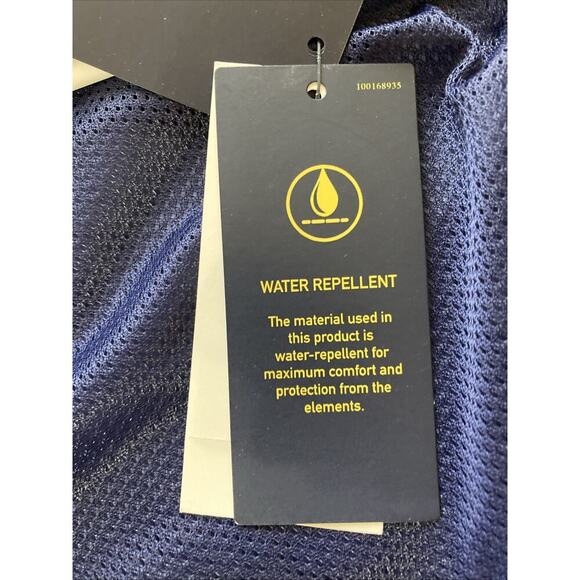 100168935
WATER REPELLENT
The material used in
this product is
water-repellent for
maximum comfort and
protection from the
elements.